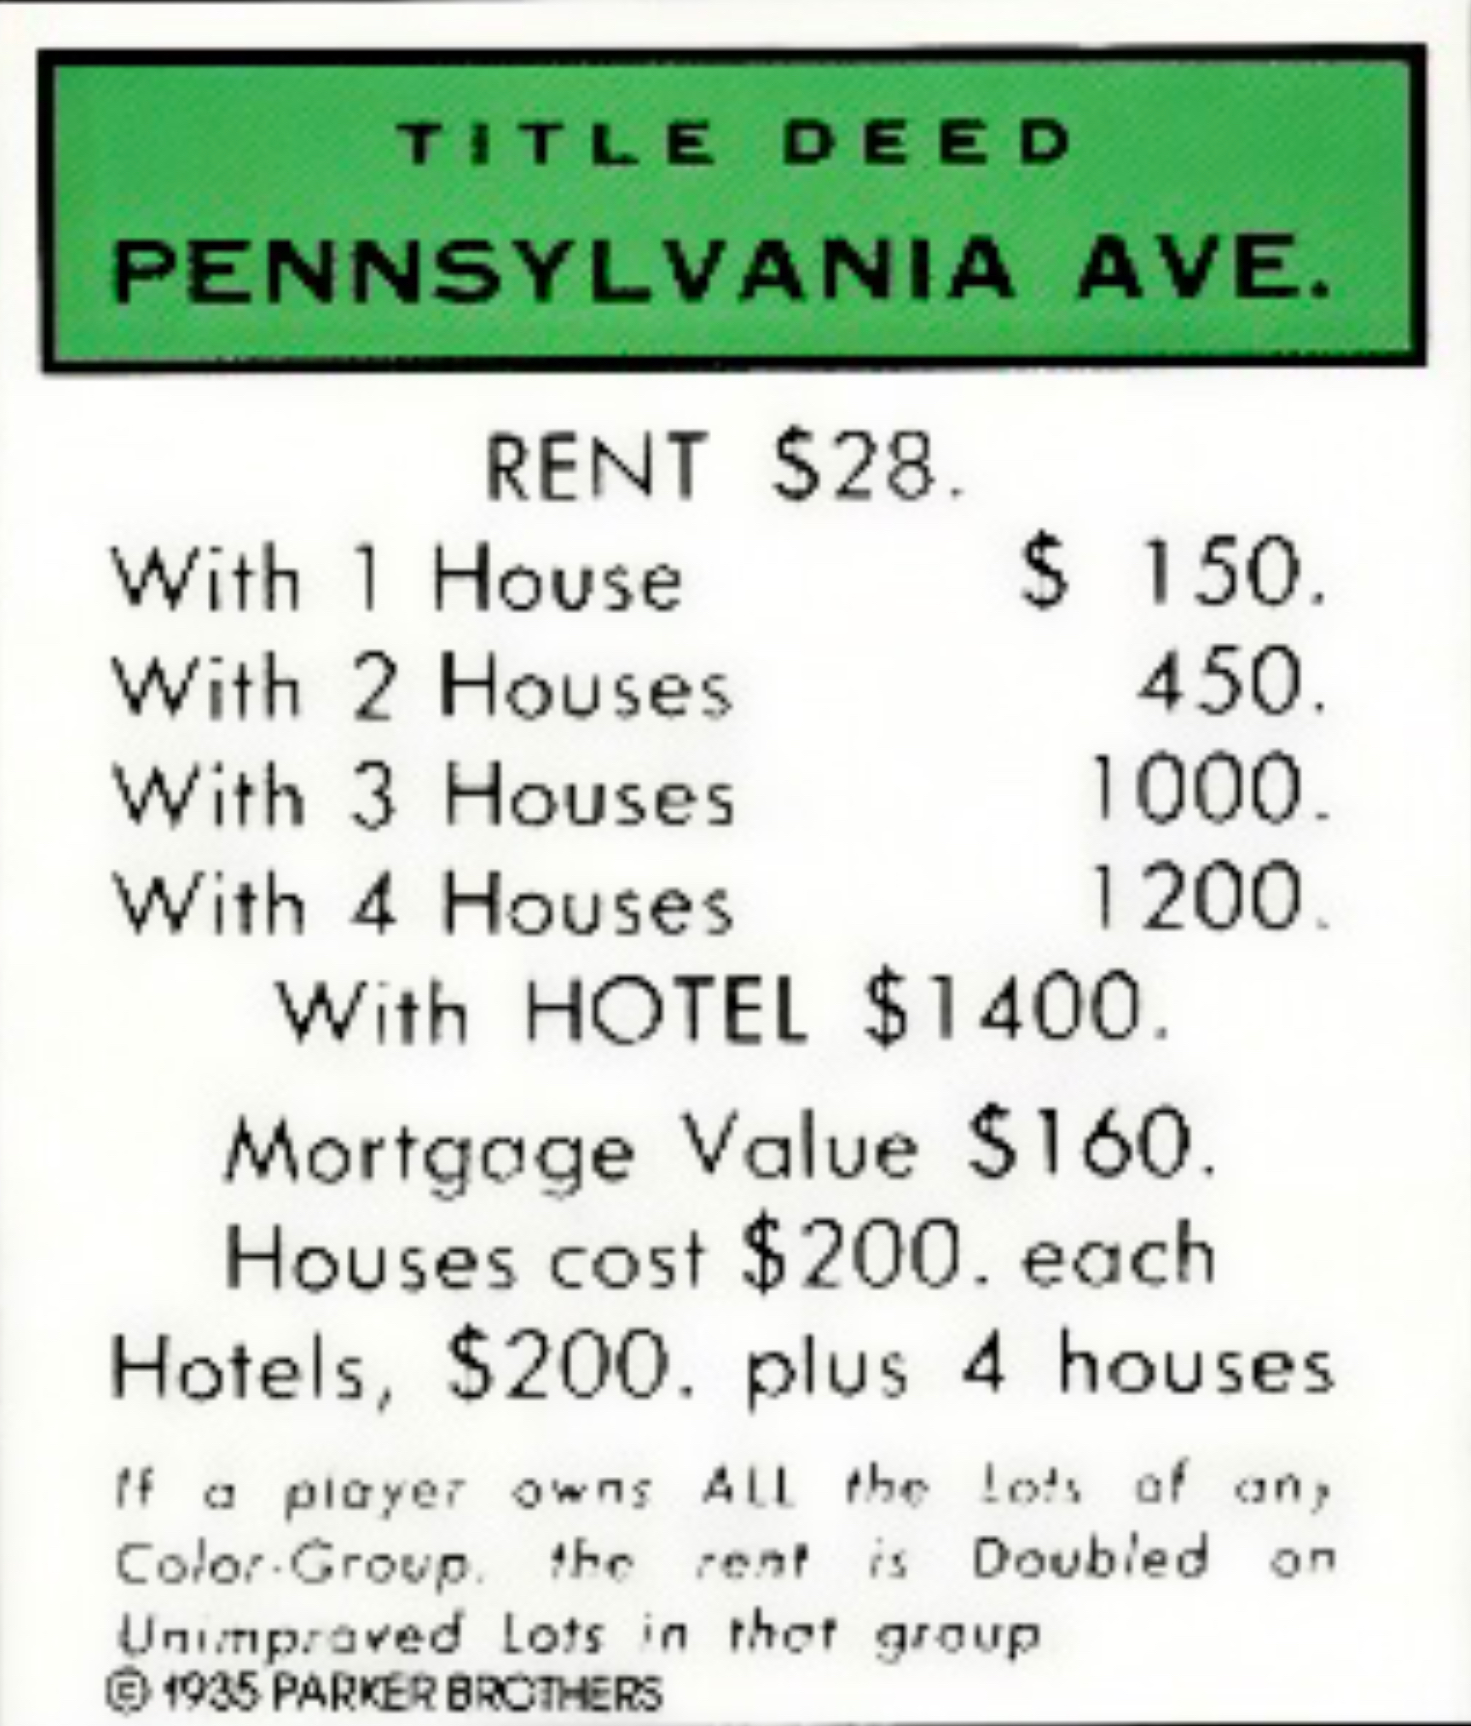 TITLE DEED
PENNSYLVANIA AVE.
RENT $28.
With 1 House $ 150.
With 2 Houses 450.
With 3 Houses 1000.
With 4 Houses 1200.
With HOTEL $1400.
Mortgage Value $160.
Houses cost $200. each
Hotels, $200. plus 4 houses
If a player owns ALL the Lots of any
Color-Group, the rent is Doubled on
Unimproved Lots in that group
© 1935 PARKER BROTHERS